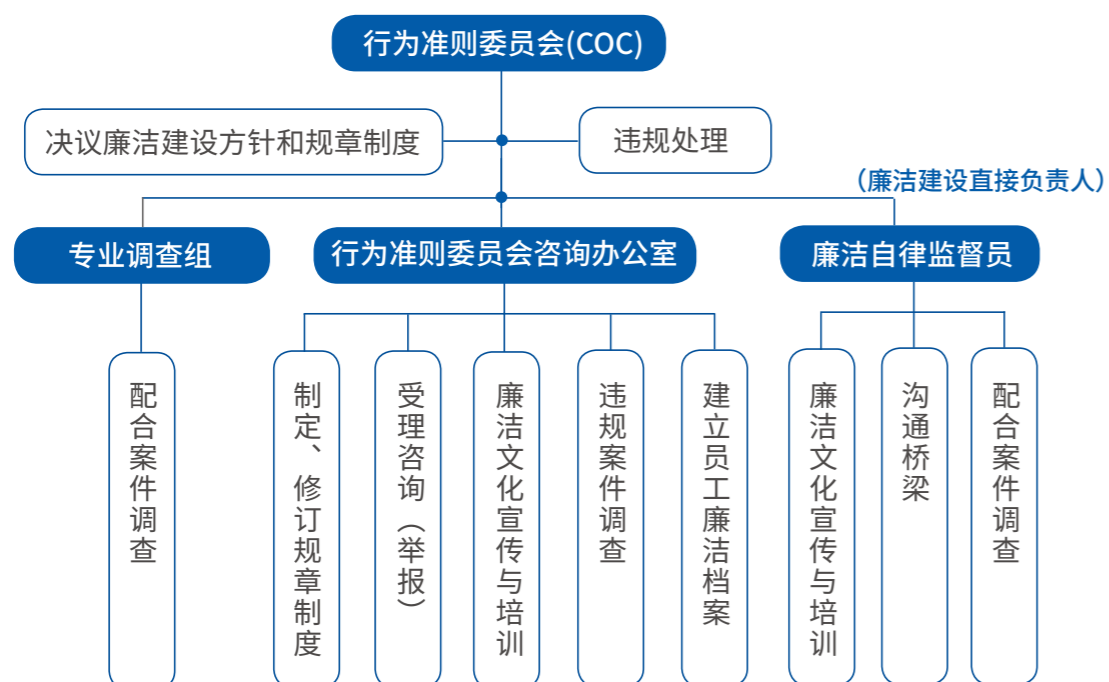 行为准则委员会(COC)
决议廉洁建设方针和规章制度
违规处理
（廉洁建设直接负责人）
专业调查组
行为准则委员会咨询办公室
廉洁自律监督员
配合案件调查
制定、修订规章制度
受理咨询（举报）
廉洁文化宣传与培训
违规案件调查
建立员工廉洁档案
廉洁文化宣传与培训
沟通桥梁
配合案件调查